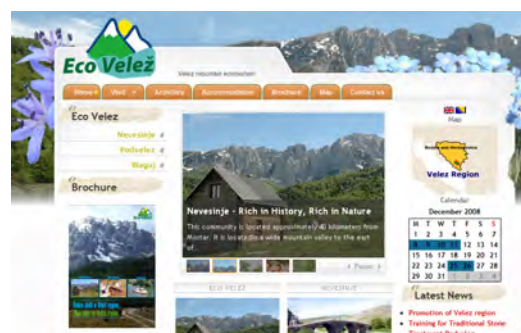 Eco Velež
Velez mountain ecotourism
Home Visit Activities Accommodation Brochure Map Contact us
Eco Velez
Nevesinje
Podvelez
Blagaj
Brochure
Nevesinje - Rich in History, Rich in Nature
This community is located approximately 40 kilometers from
Mostar. It is located in a wide mountain valley to the east
of...
Pause
ECO VELEZ
NEVESINJE
Map
Bosnia and Herzegovina
Velez Region
Calendar
December 2008
M T W T F S S
1 2 3 4 5 6 7
8 9 10 11 12 13 14
15 16 17 18 19 20 21
22 23 24 25 26 27 28
29 30 31 1 2 3 4
Latest News
Promotion of Velez region
Training for Traditional Stone